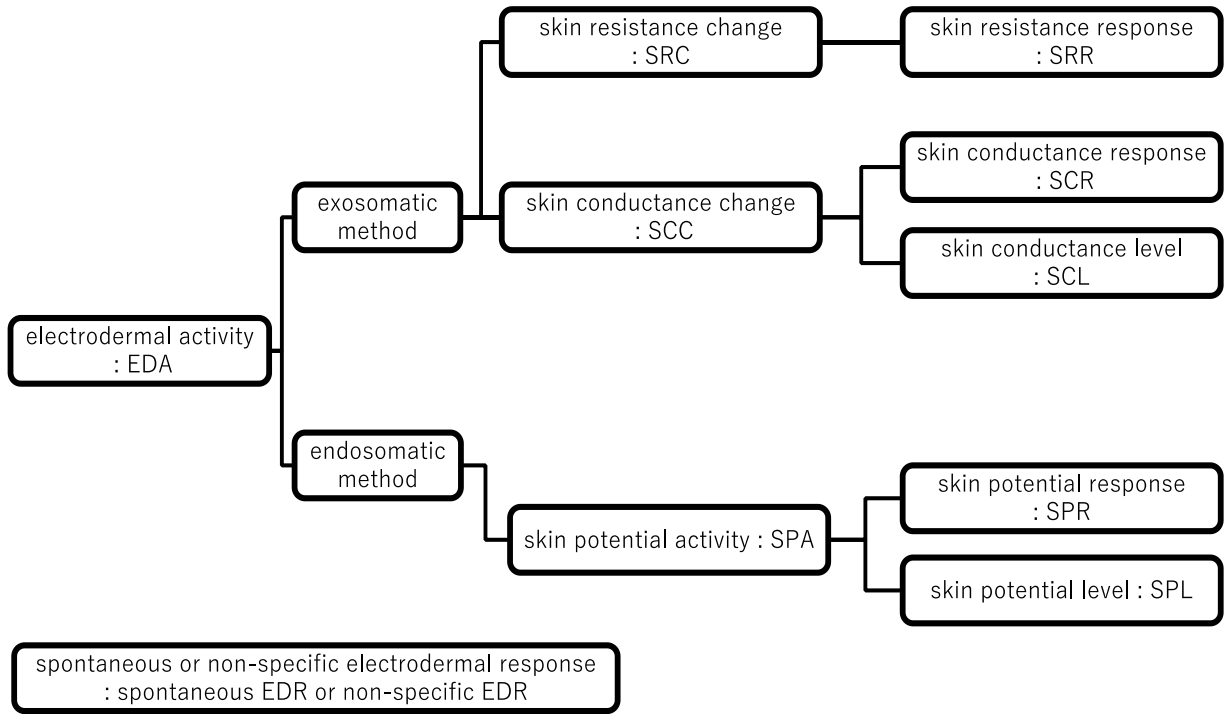 skin resistance change
: SRC
skin resistance response
: SRR
skin conductance response
: SCR
exosomatic
method
skin conductance change
: SCC
skin conductance level
: SCL
electrodermal activity
: EDA
endosomatic
method
skin potential response
: SPR
skin potential activity : SPA
skin potential level : SPL
spontaneous or non-specific electrodermal response
: spontaneous EDR or non-specific EDR